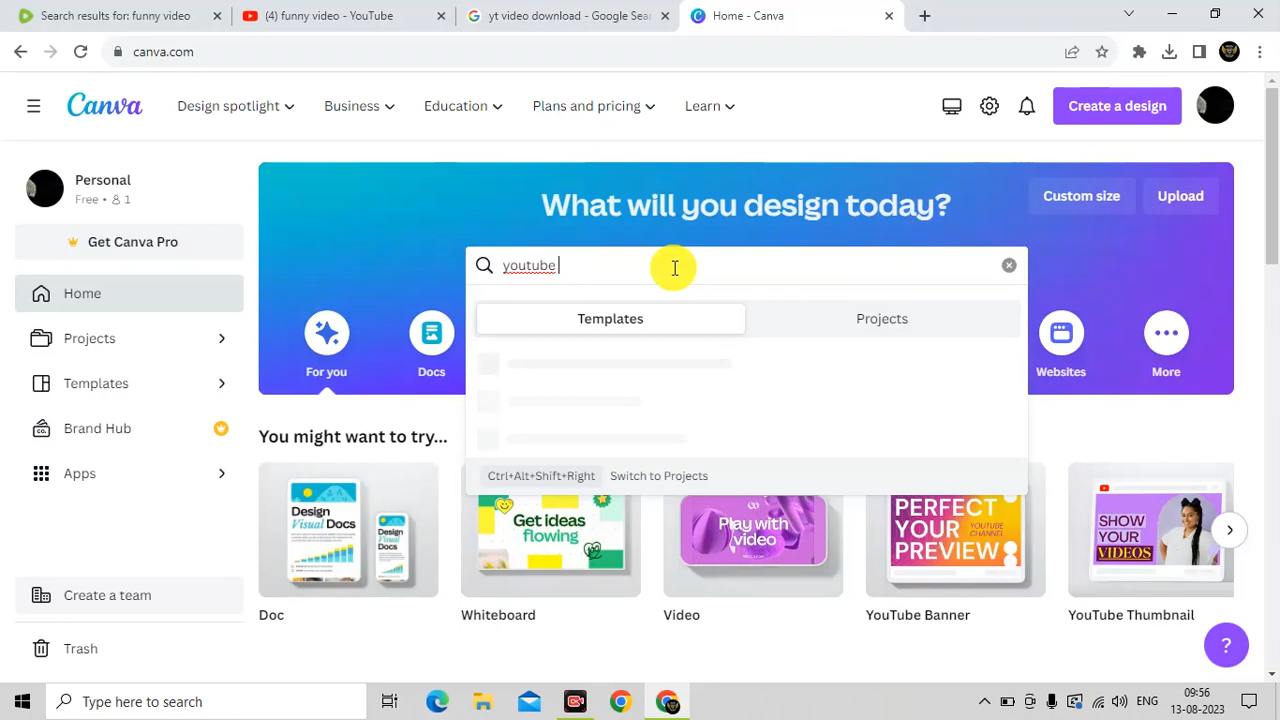 Search results for: funny video
(4) funny video - YouTube
yt video download - Google Sear
Home - Canva
canva.com
Canva
Design spotlight
Business
Education
Plans and pricing
Learn
Create a design
Personal
Free • 1
Get Canva Pro
Home
Projects
Templates
Brand Hub
Apps
Create a team
Trash
What will you design today?
Custom size
Upload
youtube
Templates
Projects
For you
Docs
Websites
More
Ctrl+Alt+Shift+Right Switch to Projects
You might want to try...
Design
Visual Docs
Design
Visual
Docs
Get ideas
flowing
Play with
video
PERFECT
YOUR
PREVIEW
YOUTUBE
CHANNEL
SHOW
YOUR
VIDEOS
Doc
Whiteboard
Video
YouTube Banner
YouTube Thumbnail
?
Type here to search
ENG
09:56
13-08-2023